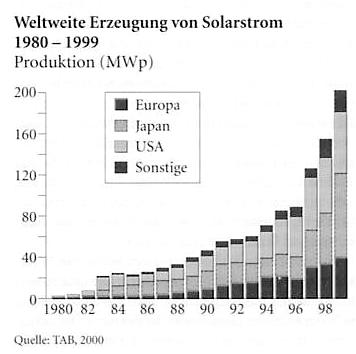 Weltweite Erzeugung von Solarstrom
1980 – 1999
Produktion (MWp)
200
160
120
80
40
0
Europa
Japan
USA
Sonstige
1980 82 84 86 88 90 92 94 96 98
Quelle: TAB, 2000